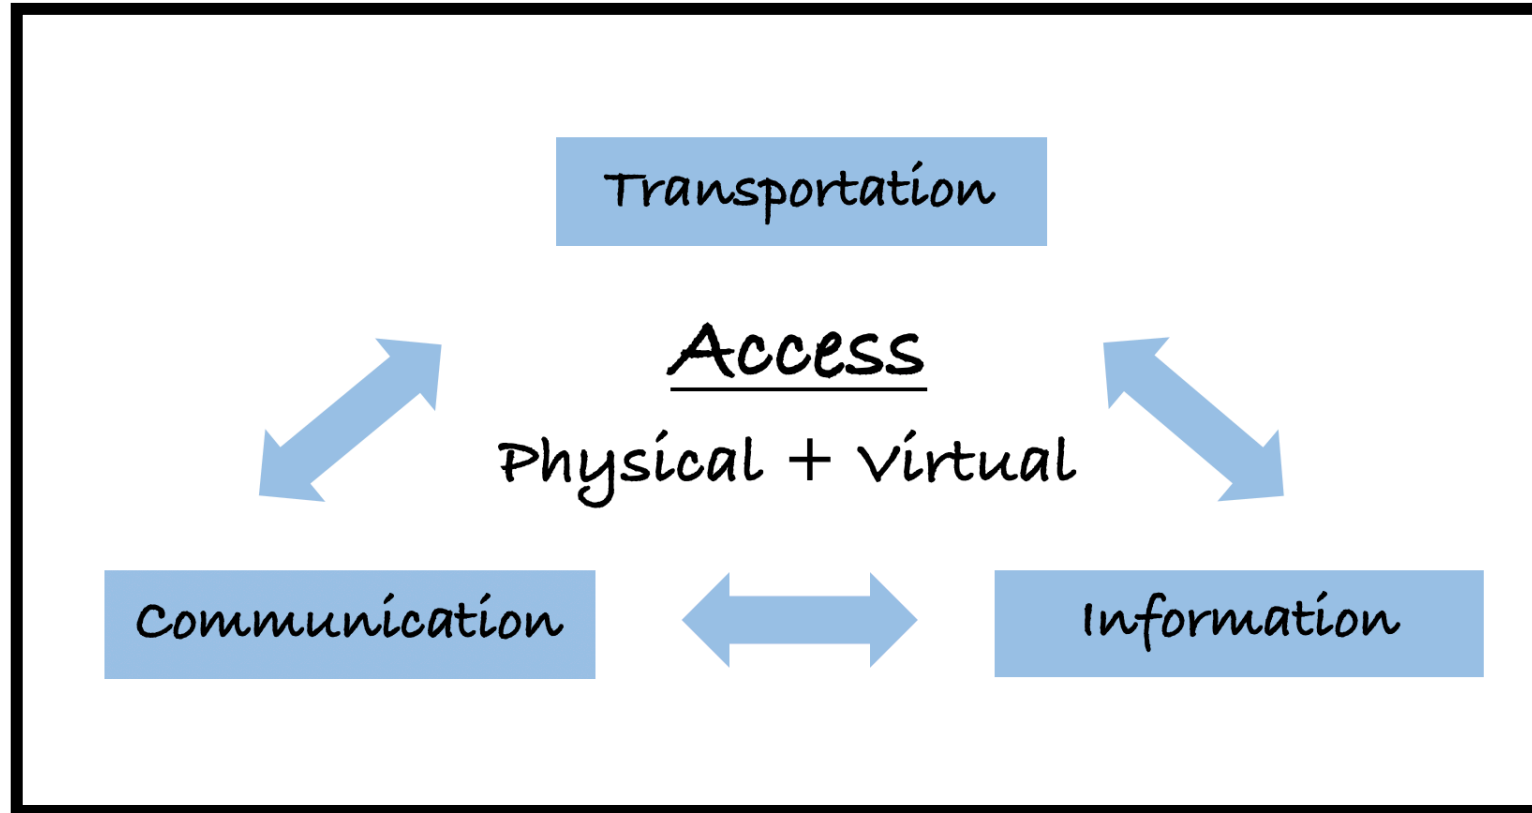 Transportation
Access
Physical + Virtual
Communication
Information